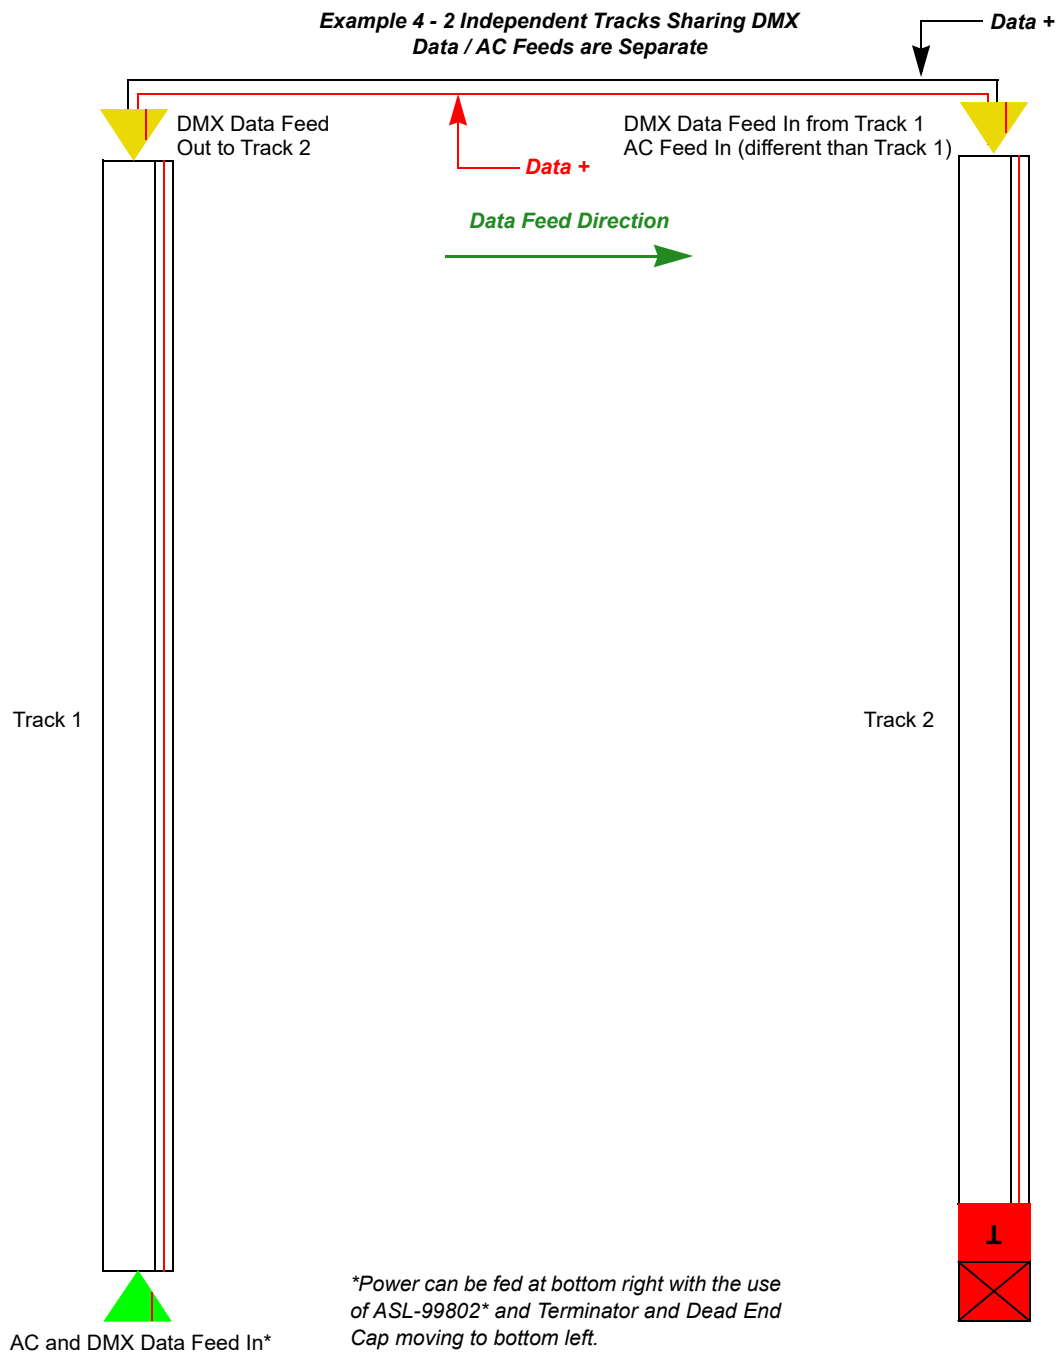 Example 4 - 2 Independent Tracks Sharing DMX
Data / AC Feeds are Separate
Data +
DMX Data Feed
Out to Track 2
DMX Data Feed In from Track 1
AC Feed In (different than Track 1)
Data +
Data Feed Direction
Track 1
Track 2
T
*Power can be fed at bottom right with the use
of ASL-99802* and Terminator and Dead End
Cap moving to bottom left.
AC and DMX Data Feed In*